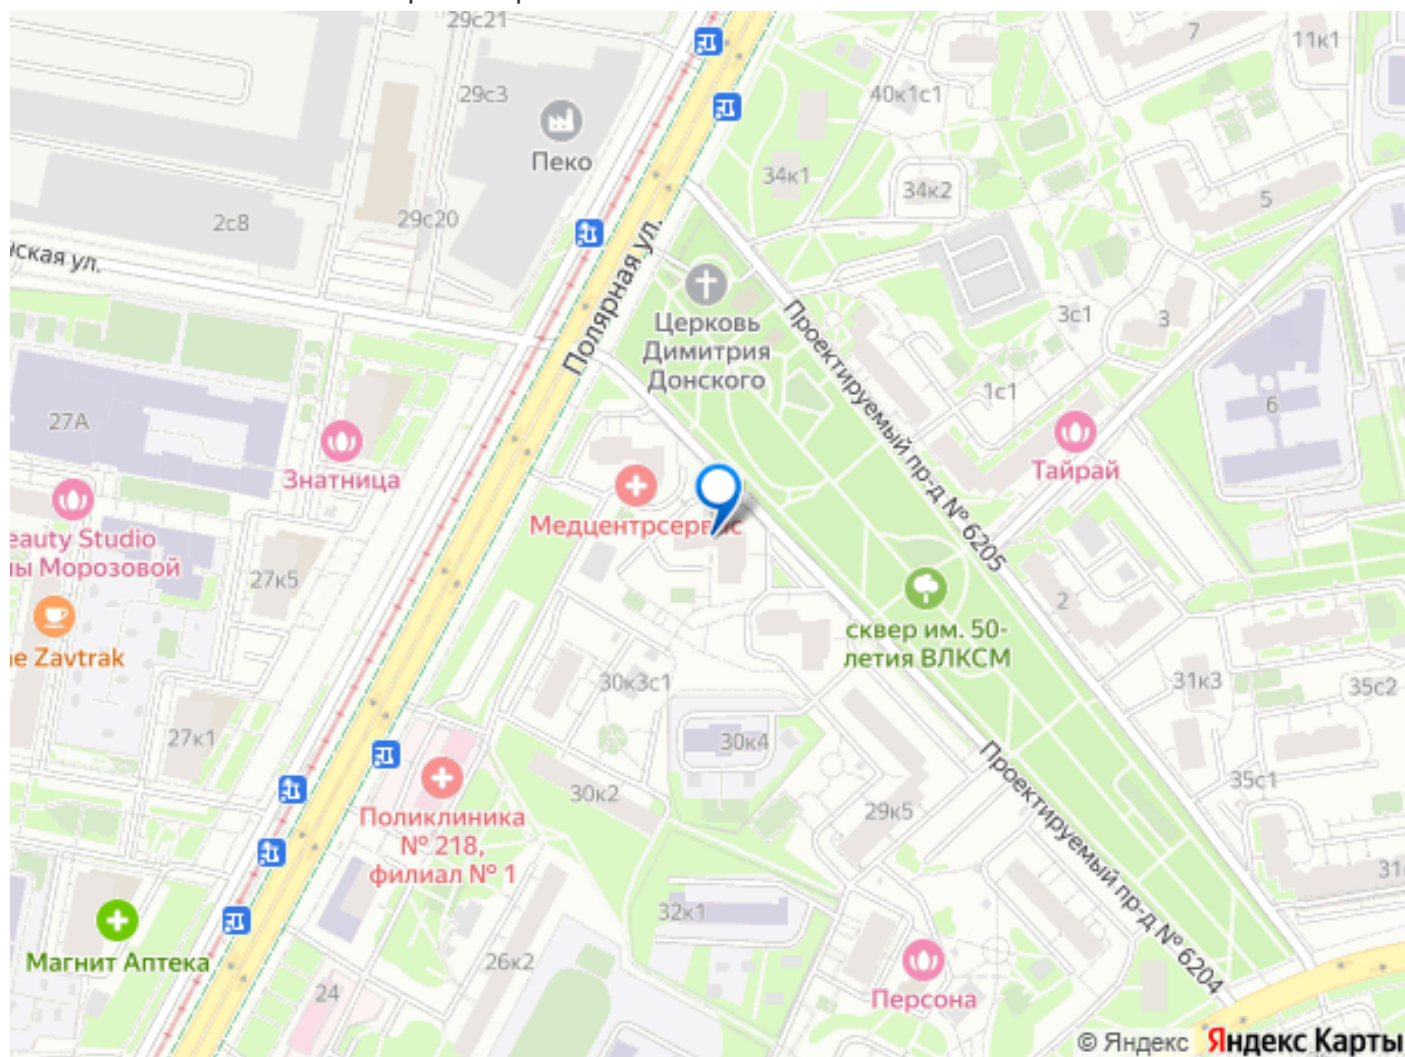 29с21
7
11к1
29с3
40к1с1
Пеко
34к1
34к2
5
2с8
29с20
Полярная ул.
ская ул.
Церковь
Димитрия
Донского
3с1
3
Проектируемый пр-д № 6205
1с1
6
27А
Знатница
Тайрай
Медцентрсервис
eauty Studio
ы Морозовой
27к5
2
сквер им. 50-
летия ВЛКСМ
e Zavtrak
30к3с1
31к3
35с2
27к1
30к4
Проектируемый пр-д № 6204
35с1
30к2
29к5
Поликлиника
№ 218,
филиал № 1
31
32к1
Магнит Аптека
26к2
24
Персона
© Яндекс Яндекс Карты